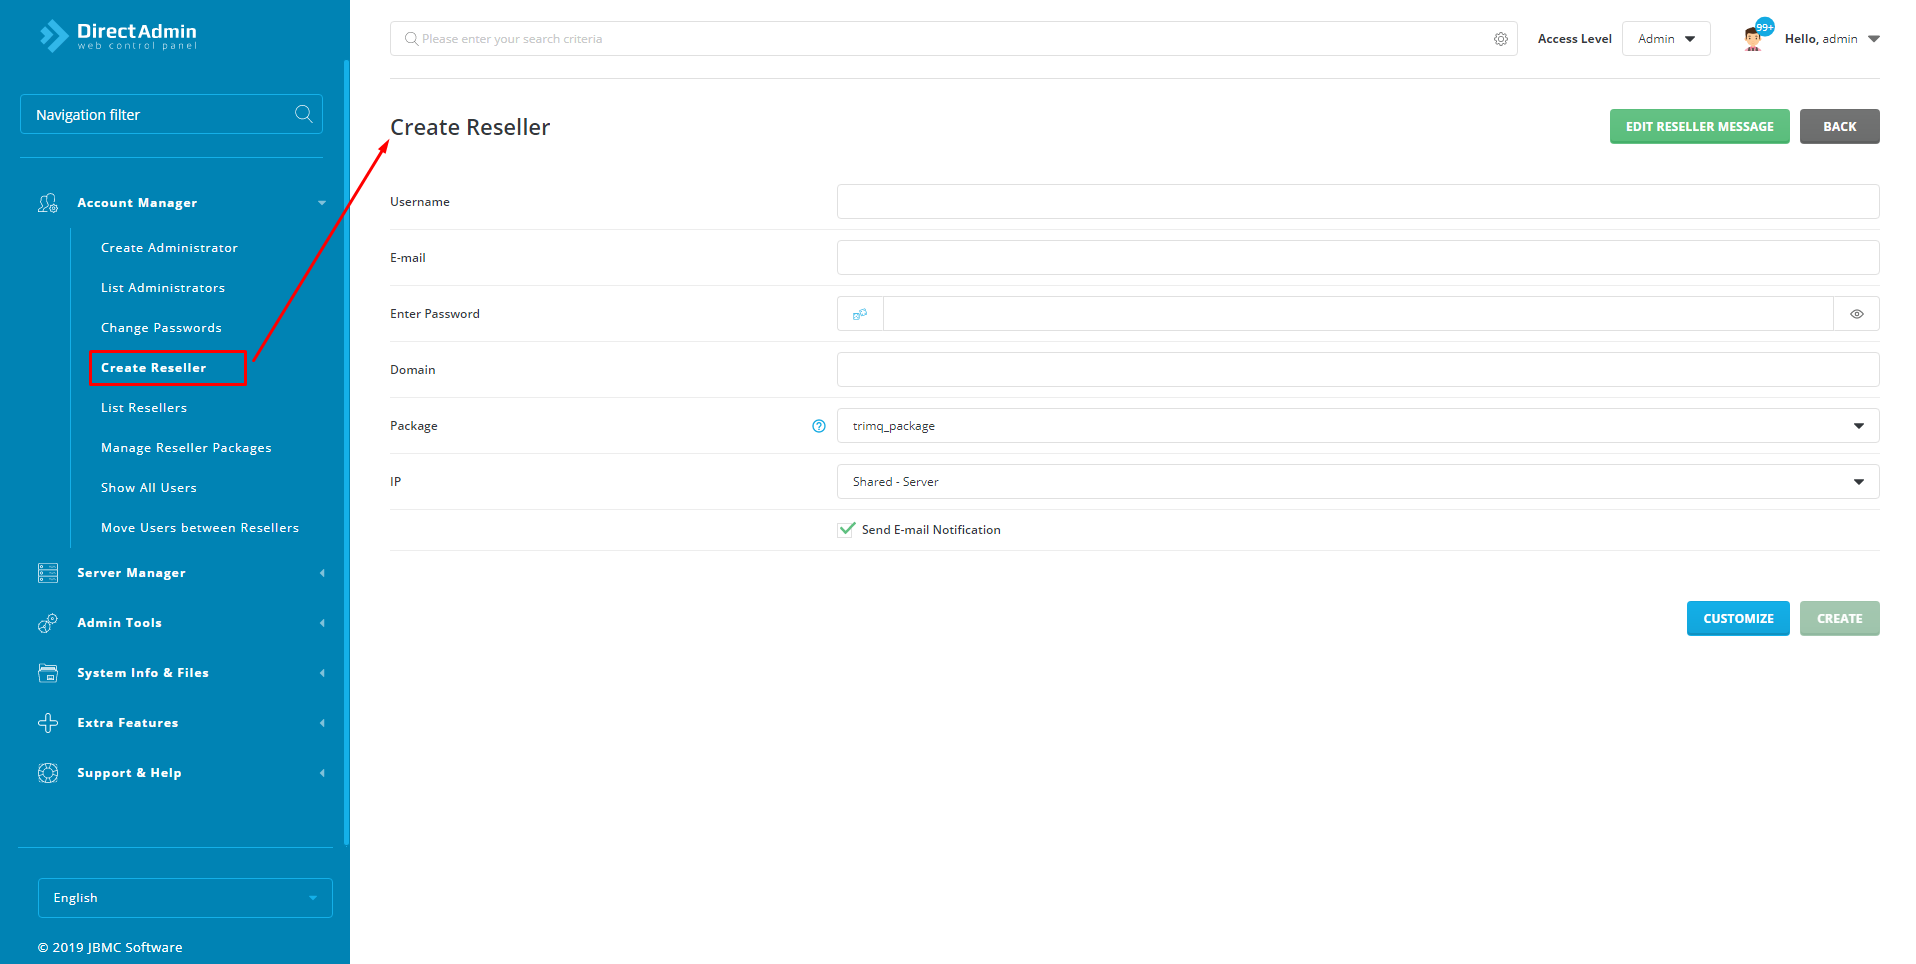 DirectAdmin
web control panel
Navigation filter
Account Manager
Create Administrator
List Administrators
Change Passwords
Create Reseller
List Resellers
Manage Reseller Packages
Show All Users
Move Users between Resellers
Server Manager
Admin Tools
System Info & Files
Extra Features
Support & Help
English
© 2019 JBMC Software
Please enter your search criteria
Access Level
Admin
99+
Hello, admin
Create Reseller
EDIT RESELLER MESSAGE
BACK
Username
E-mail
Enter Password
Domain
Package
trimq_package
IP
Shared - Server
Send E-mail Notification
CUSTOMIZE
CREATE